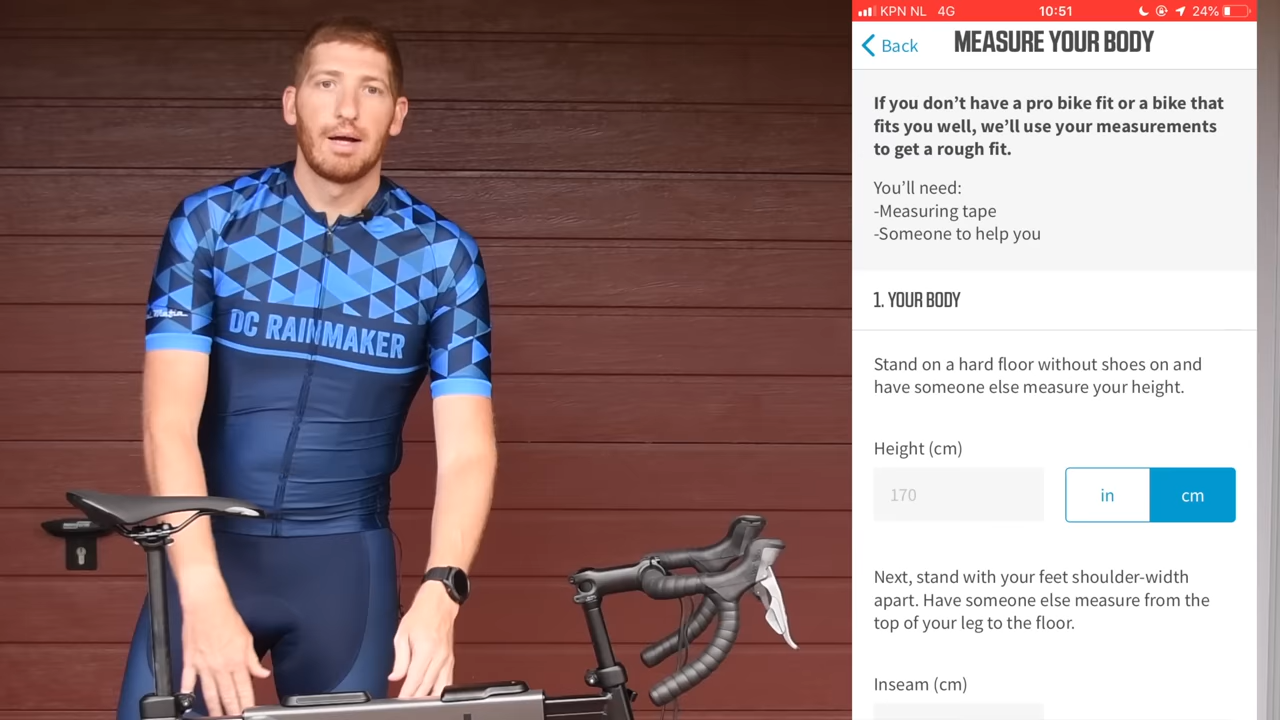 DC RAINMAKER
KPN NL 4G 10:51 24%
Back MEASURE YOUR BODY
If you don’t have a pro bike fit or a bike that
fits you well, we’ll use your measurements
to get a rough fit.
You’ll need:
-Measuring tape
-Someone to help you
1. YOUR BODY
Stand on a hard floor without shoes on and
have someone else measure your height.
Height (cm)
170 in cm
Next, stand with your feet shoulder-width
apart. Have someone else measure from the
top of your leg to the floor.
Inseam (cm)